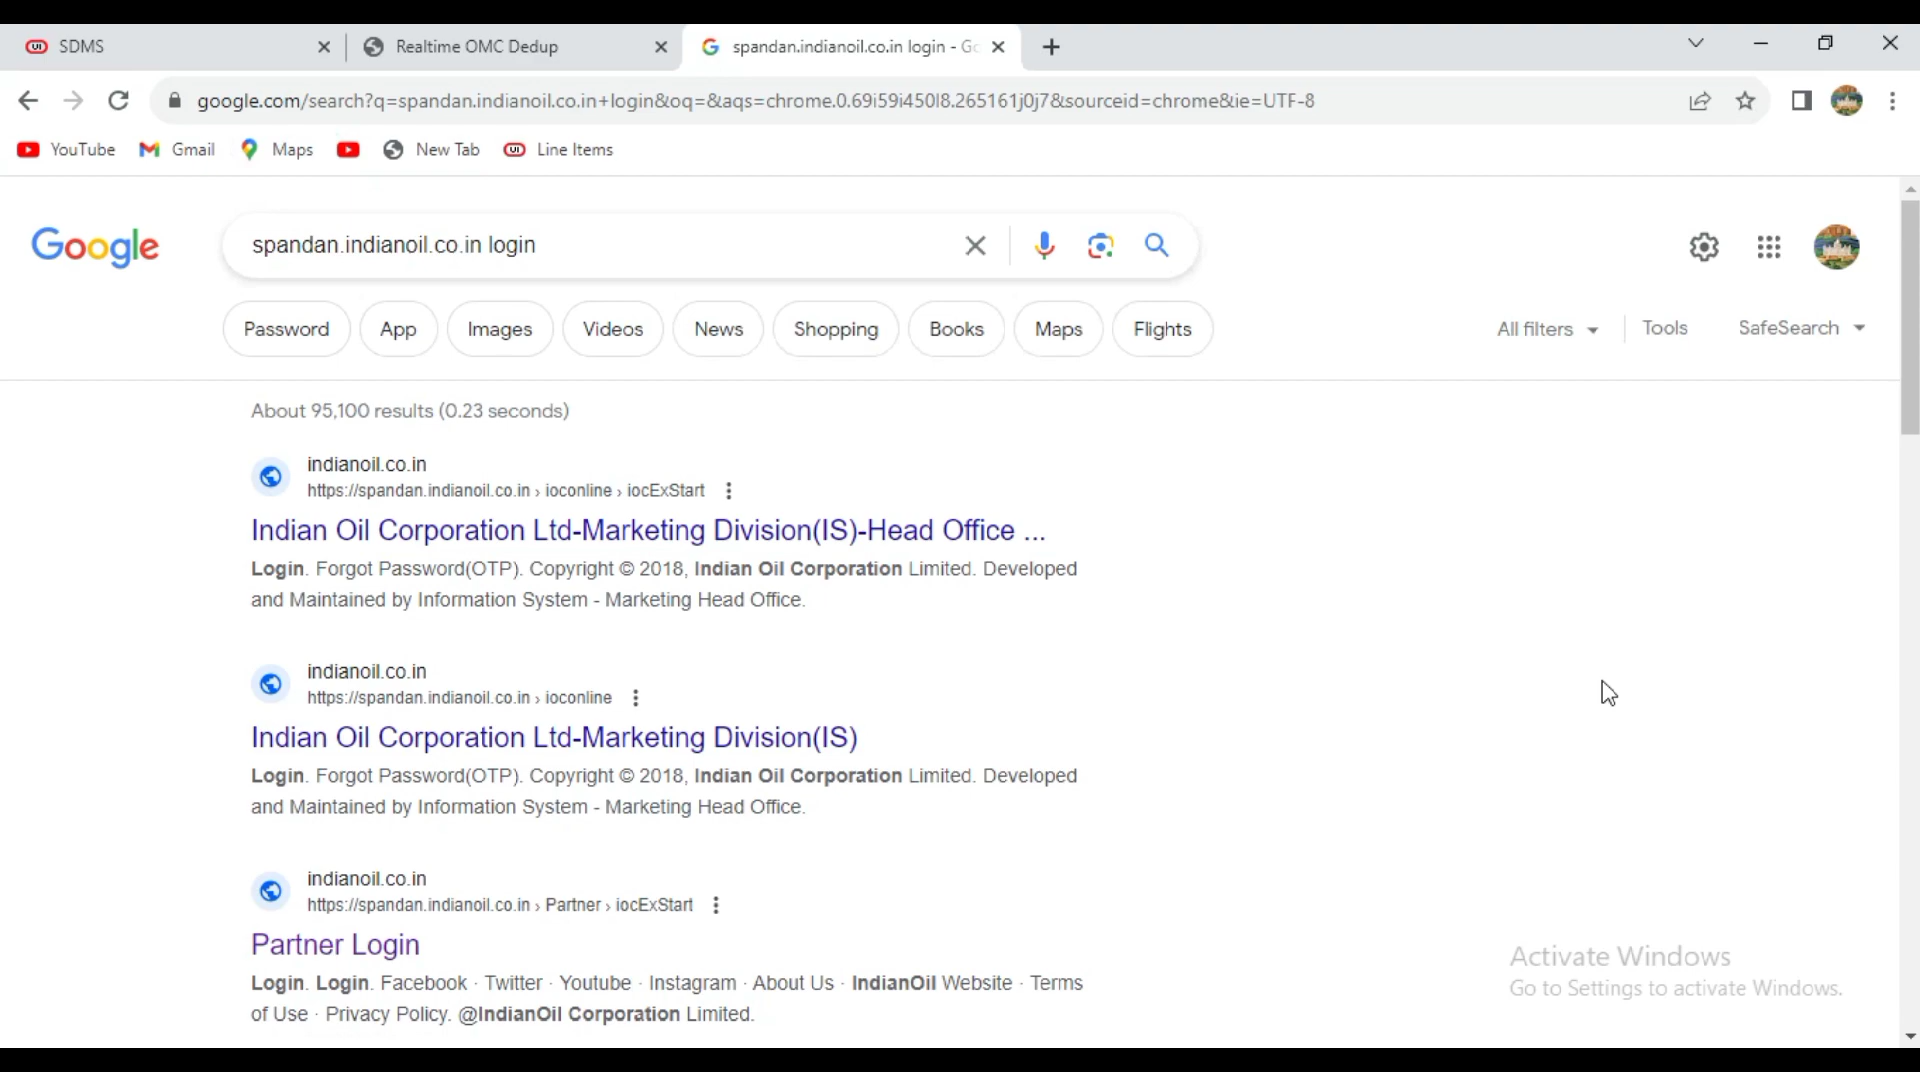 SDMS
Realtime OMC Dedup
spandan.indianoil.co.in login - Go
google.com/search?q=spandan.indianoil.co.in+login&oq=&aqs=chrome.0.69i59i450l8.265161j0j7&sourceid=chrome&ie=UTF-8
YouTube
Gmail
Maps
New Tab
Line Items
Google
spandan.indianoil.co.in login
Password
App
Images
Videos
News
Shopping
Books
Maps
Flights
All filters
Tools
SafeSearch
About 95,100 results (0.23 seconds)
indianoil.co.in
https://spandan.indianoil.co.in › ioconline › iocExStart
Indian Oil Corporation Ltd-Marketing Division(IS)-Head Office ...
Login. Forgot Password(OTP). Copyright © 2018, Indian Oil Corporation Limited. Developed
and Maintained by Information System - Marketing Head Office.
indianoil.co.in
https://spandan.indianoil.co.in › ioconline
Indian Oil Corporation Ltd-Marketing Division(IS)
Login. Forgot Password(OTP). Copyright © 2018, Indian Oil Corporation Limited. Developed
and Maintained by Information System - Marketing Head Office.
indianoil.co.in
https://spandan.indianoil.co.in › Partner › iocExStart
Partner Login
Login. Login. Facebook · Twitter · Youtube · Instagram · About Us · IndianOil Website · Terms
of Use · Privacy Policy. @IndianOil Corporation Limited.
Activate Windows
Go to Settings to activate Windows.